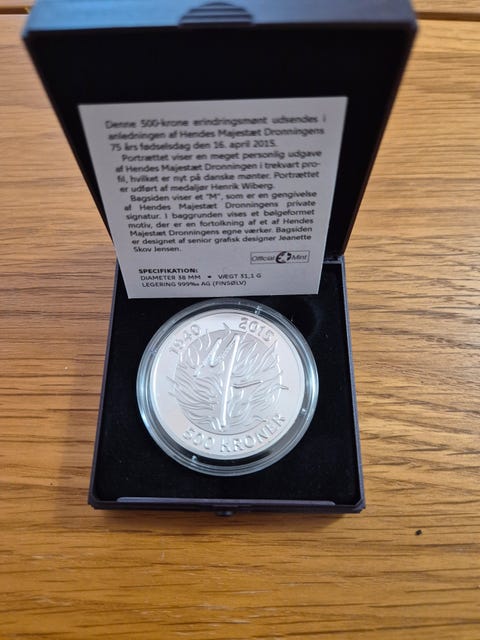 Denne 500-krone erindringsmønt udsendes i
anledningen af Hendes Majestæt Dronningens
75 års fødselsdag den 16. april 2015.
Portrættet viser en meget personlig udgave
af Hendes Majestæt Dronningen i trekvart pro-
fil, hvilket er nyt på danske mønter. Portrættet
er udført af medaljør Henrik Wiberg.
Bagsiden viser et "M", som er en gengivelse
af Hendes Majestæt Dronningens private
signatur. I baggrunden vises et bølgeformet
motiv, der er en fortolkning af et af Hendes
Majestæt Dronningens egne værker. Bagsiden
er designet af senior grafisk designer Jeanette
Skov Jensen.
Official Mint
SPECIFIKATION:
DIAMETER 38 MM • VÆGT 31,1 G
LEGERING 999‰ AG (FINSØLV)
1940 2015
M
500 KRONER